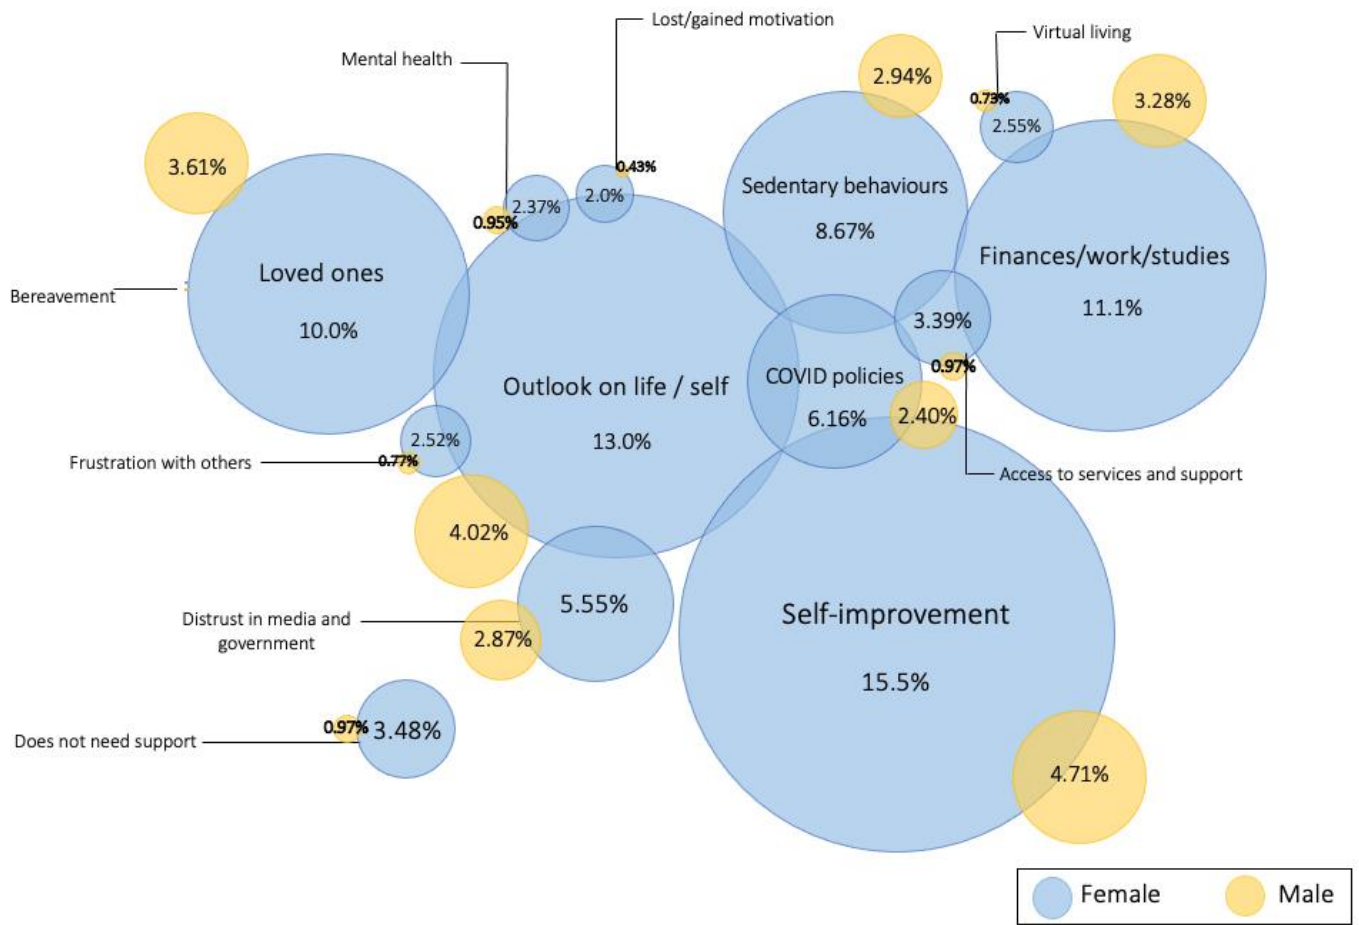 Lost/gained motivation
Virtual living
Mental health
2.94%
0.73%
3.28%
2.55%
3.61%
0.43%
2.37%
2.0%
0.95%
Sedentary behaviours
8.67%
Finances/work/studies
11.1%
Loved ones
10.0%
Bereavement
3.39%
0.97%
COVID policies
6.16%
2.40%
Outlook on life / self
13.0%
2.52%
0.77%
Frustration with others
Access to services and support
4.02%
5.55%
Distrust in media and
government
2.87%
Self-improvement
15.5%
0.97%
3.48%
Does not need support
4.71%
Female
Male